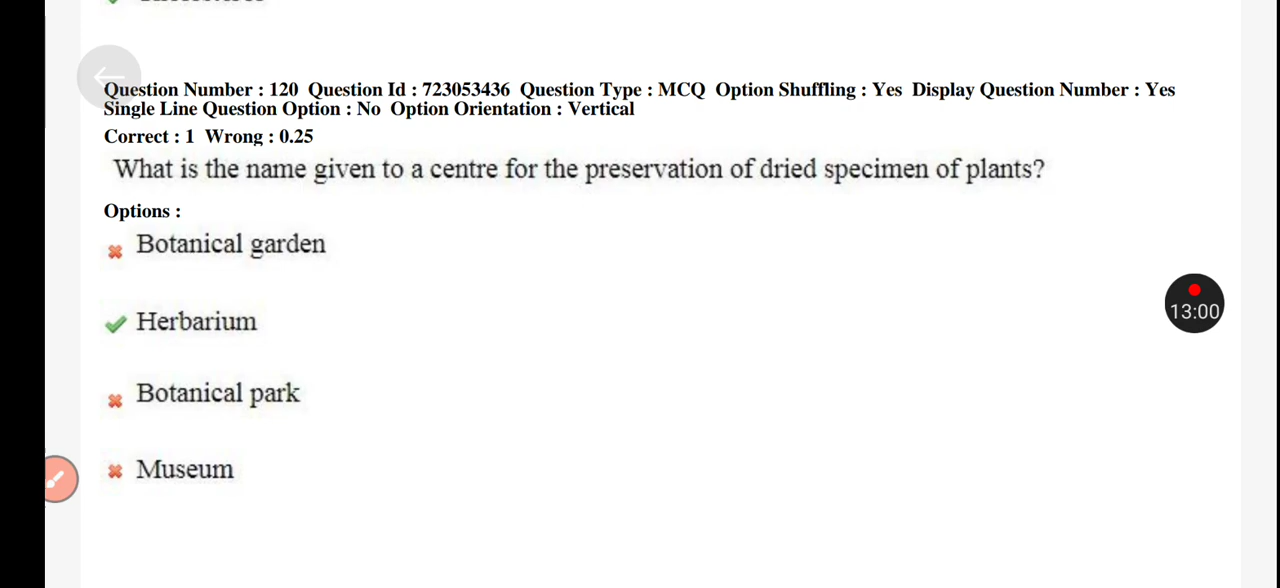 Question Number : 120 Question Id : 723053436 Question Type : MCQ Option Shuffling : Yes Display Question Number : Yes
Single Line Question Option : No Option Orientation : Vertical
Correct : 1 Wrong : 0.25
What is the name given to a centre for the preservation of dried specimen of plants?
Options :
Botanical garden
Herbarium
13:00
Botanical park
Museum